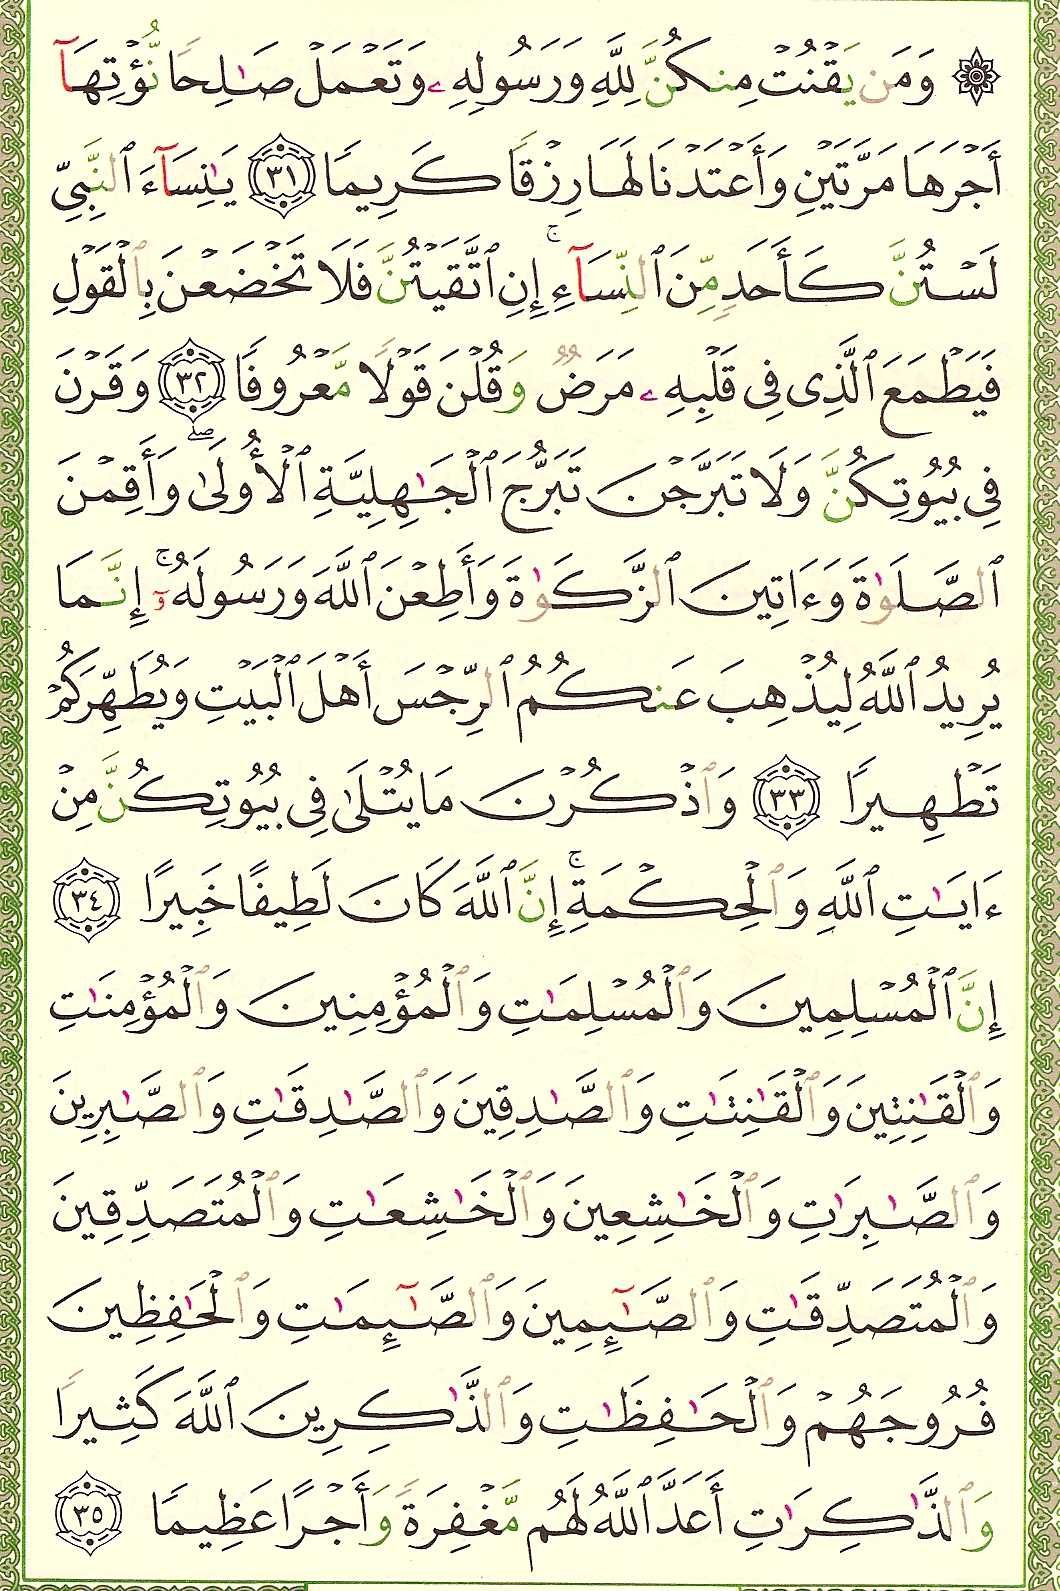 ۞ وَمَن يَقْنُتْ مِنكُنَّ لِلَّهِ وَرَسُولِهِۦ وَتَعْمَلْ صَـٰلِحًا نُّؤْتِهَآ
أَجْرَهَا مَرَّتَيْنِ وَأَعْتَدْنَا لَهَا رِزْقًا كَرِيمًا ٣١ يَـٰنِسَآءَ ٱلنَّبِىِّ
لَسْتُنَّ كَأَحَدٍ مِّنَ ٱلنِّسَآءِ ۚ إِنِ ٱتَّقَيْتُنَّ فَلَا تَخْضَعْنَ بِٱلْقَوْلِ
فَيَطْمَعَ ٱلَّذِى فِى قَلْبِهِۦ مَرَضٌ وَقُلْنَ قَوْلًا مَّعْرُوفًا ٣٢ وَقَرْنَ
فِى بُيُوتِكُنَّ وَلَا تَبَرَّجْنَ تَبَرُّجَ ٱلْجَـٰهِلِيَّةِ ٱلْأُولَىٰ ۖ وَأَقِمْنَ
ٱلصَّلَوٰةَ وَءَاتِينَ ٱلزَّكَوٰةَ وَأَطِعْنَ ٱللَّهَ وَرَسُولَهُۥٓ ۚ إِنَّمَا
يُرِيدُ ٱللَّهُ لِيُذْهِبَ عَنكُمُ ٱلرِّجْسَ أَهْلَ ٱلْبَيْتِ وَيُطَهِّرَكُمْ
تَطْهِيرًا ٣٣ وَٱذْكُرْنَ مَا يُتْلَىٰ فِى بُيُوتِكُنَّ مِنْ
ءَايَـٰتِ ٱللَّهِ وَٱلْحِكْمَةِ ۚ إِنَّ ٱللَّهَ كَانَ لَطِيفًا خَبِيرًا ٣٤
إِنَّ ٱلْمُسْلِمِينَ وَٱلْمُسْلِمَـٰتِ وَٱلْمُؤْمِنِينَ وَٱلْمُؤْمِنَـٰتِ
وَٱلْقَـٰنِتِينَ وَٱلْقَـٰنِتَـٰتِ وَٱلصَّـٰدِقِينَ وَٱلصَّـٰدِقَـٰتِ وَٱلصَّـٰبِرِينَ
وَٱلصَّـٰبِرَٰتِ وَٱلْخَـٰشِعِينَ وَٱلْخَـٰشِعَـٰتِ وَٱلْمُتَصَدِّقِينَ
وَٱلْمُتَصَدِّقَـٰتِ وَٱلصَّـٰٓئِمِينَ وَٱلصَّـٰٓئِمَـٰتِ وَٱلْحَـٰفِظِينَ
فُرُوجَهُمْ وَٱلْحَـٰفِظَـٰتِ وَٱلذَّٰكِرِينَ ٱللَّهَ كَثِيرًا
وَٱلذَّٰكِرَٰتِ أَعَدَّ ٱللَّهُ لَهُم مَّغْفِرَةً وَأَجْرًا عَظِيمًا ٣٥